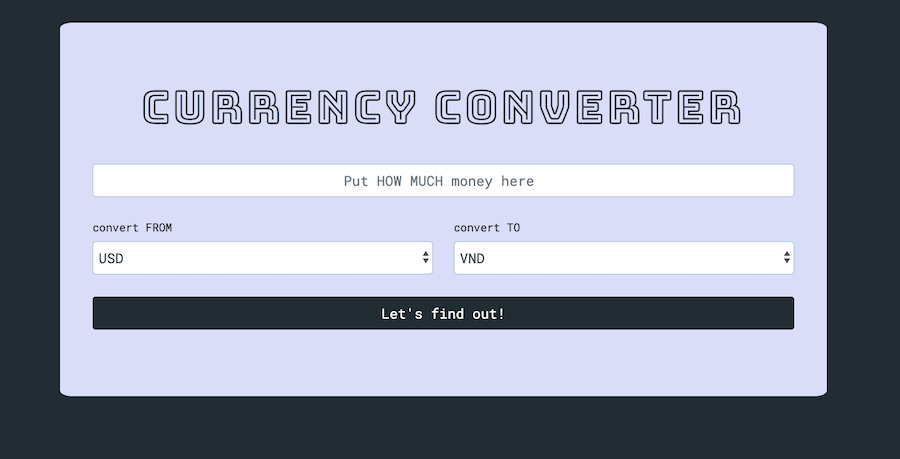 CURRENCY CONVERTER
Put HOW MUCH money here
convert FROM
convert TO
USD
VND
Let's find out!